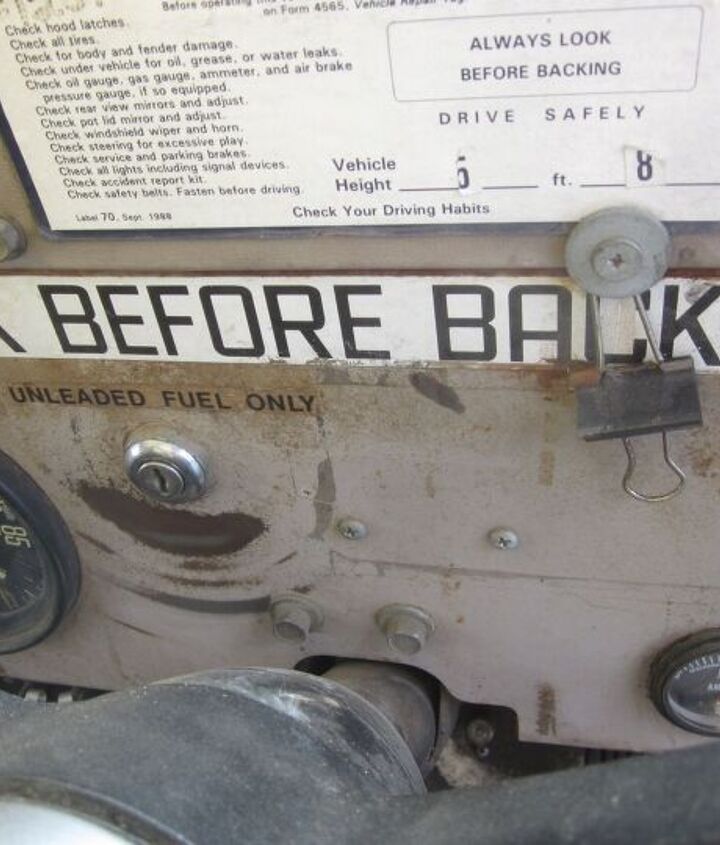 Before operating
on Form 4565, Vehicle Repair Tag
Check hood latches.
Check all tires.
Check for body and fender damage.
Check under vehicle for oil, grease, or water leaks.
Check oil gauge, gas gauge, ammeter, and air brake
pressure gauge, if so equipped.
Check rear view mirrors and adjust.
Check pot lid mirror and adjust.
Check windshield wiper and horn.
Check steering for excessive play.
Check service and parking brakes.
Check all lights including signal devices.
Check accident report kit.
Check safety belts. Fasten before driving.
Label 70, Sept. 1988
ALWAYS LOOK
BEFORE BACKING
DRIVE SAFELY
Vehicle
Height 6 ft. 8
Check Your Driving Habits
K BEFORE BACK
UNLEADED FUEL ONLY
85